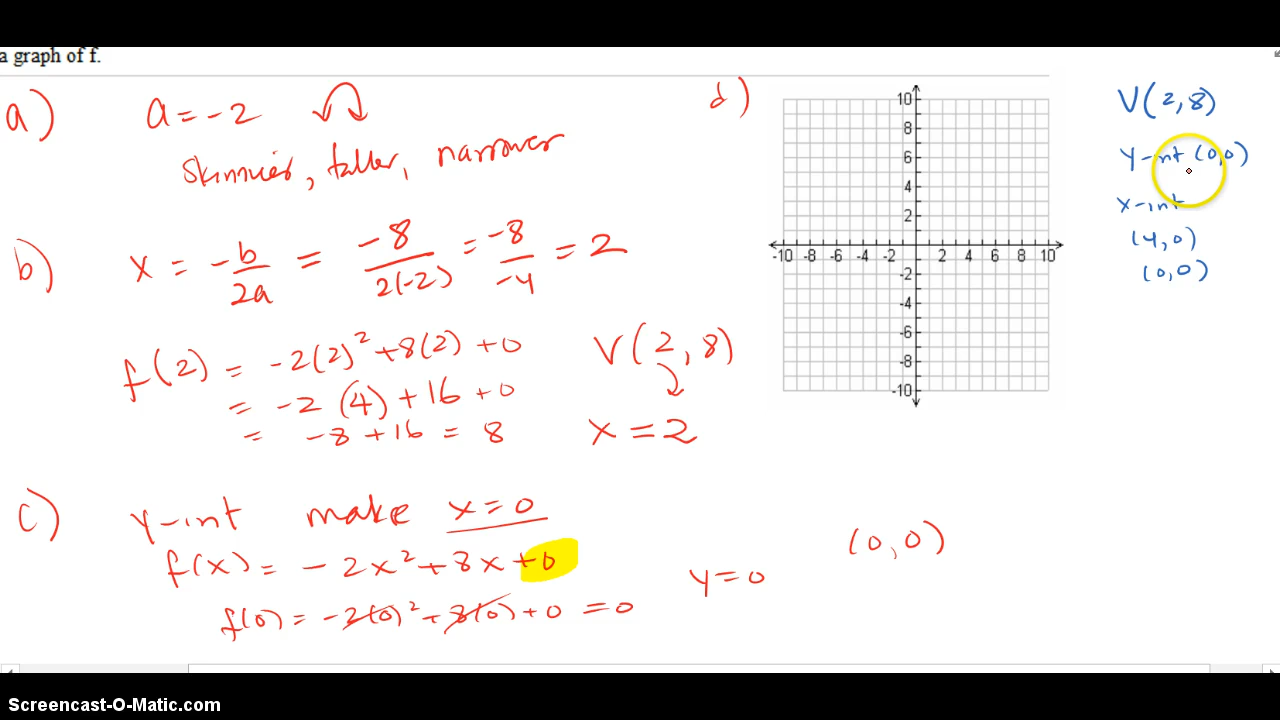 a graph of f.
a) a = -2
skinnier, taller, narrower
b) x = -b/2a = -8/2(-2) = -8/-4 = 2
f(2) = -2(2)² + 8(2) + 0
= -2 (4) + 16 + 0
= -8 + 16 = 8
V(2, 8)
x = 2
c) y-int make x = 0
f(x) = -2x² + 8x + 0
f(0) = -2(0)² + 8(0) + 0 = 0
y = 0
(0, 0)
d)
10
8
6
4
2
-10 -8 -6 -4 -2 2 4 6 8 10
-2
-4
-6
-8
-10
V(2, 8)
y-int (0,0)
x-int
(4,0)
(0,0)
Screencast-O-Matic.com